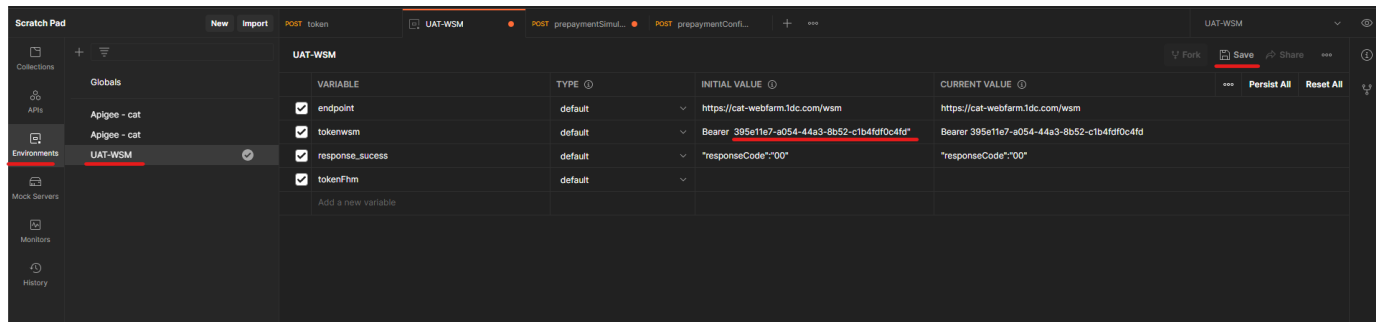 Scratch Pad New Import POST token UAT-WSM POST prepaymentSimul... POST prepaymentConfi... UAT-WSM
Collections
APIs
Environments
Mock Servers
Monitors
History
Globals
Apigee - cat
Apigee - cat
UAT-WSM
UAT-WSM Fork Save Share
VARIABLE TYPE INITIAL VALUE CURRENT VALUE Persist All Reset All
endpoint default https://cat-webfarm.1dc.com/wsm https://cat-webfarm.1dc.com/wsm
tokenwsm default Bearer 395e11e7-a054-44a3-8b52-c1b4fdf0c4fd" Bearer 395e11e7-a054-44a3-8b52-c1b4fdf0c4fd
response_sucess default "responseCode":"00" "responseCode":"00"
tokenFhm default
Add a new variable